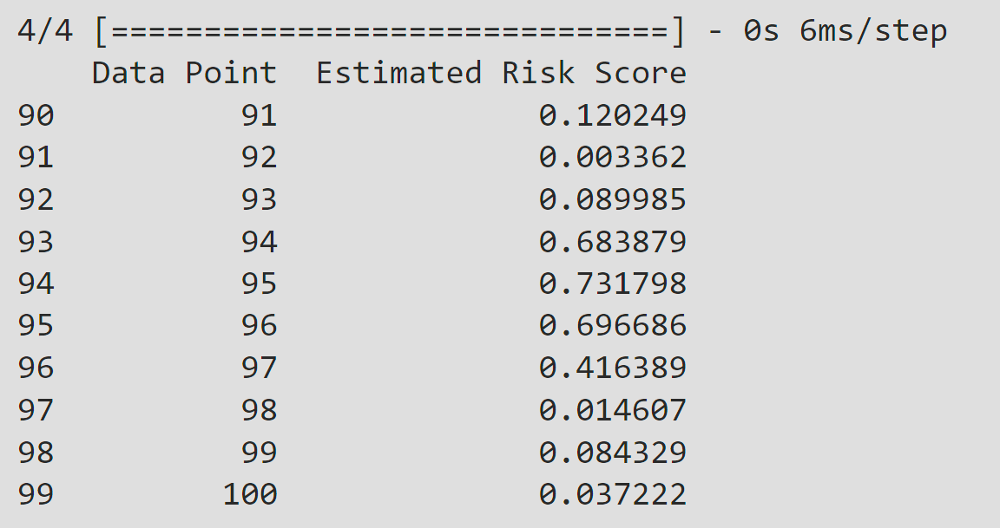 4/4 [==============================] - 0s 6ms/step
    Data Point  Estimated Risk Score
90          91              0.120249
91          92              0.003362
92          93              0.089985
93          94              0.683879
94          95              0.731798
95          96              0.696686
96          97              0.416389
97          98              0.014607
98          99              0.084329
99         100              0.037222